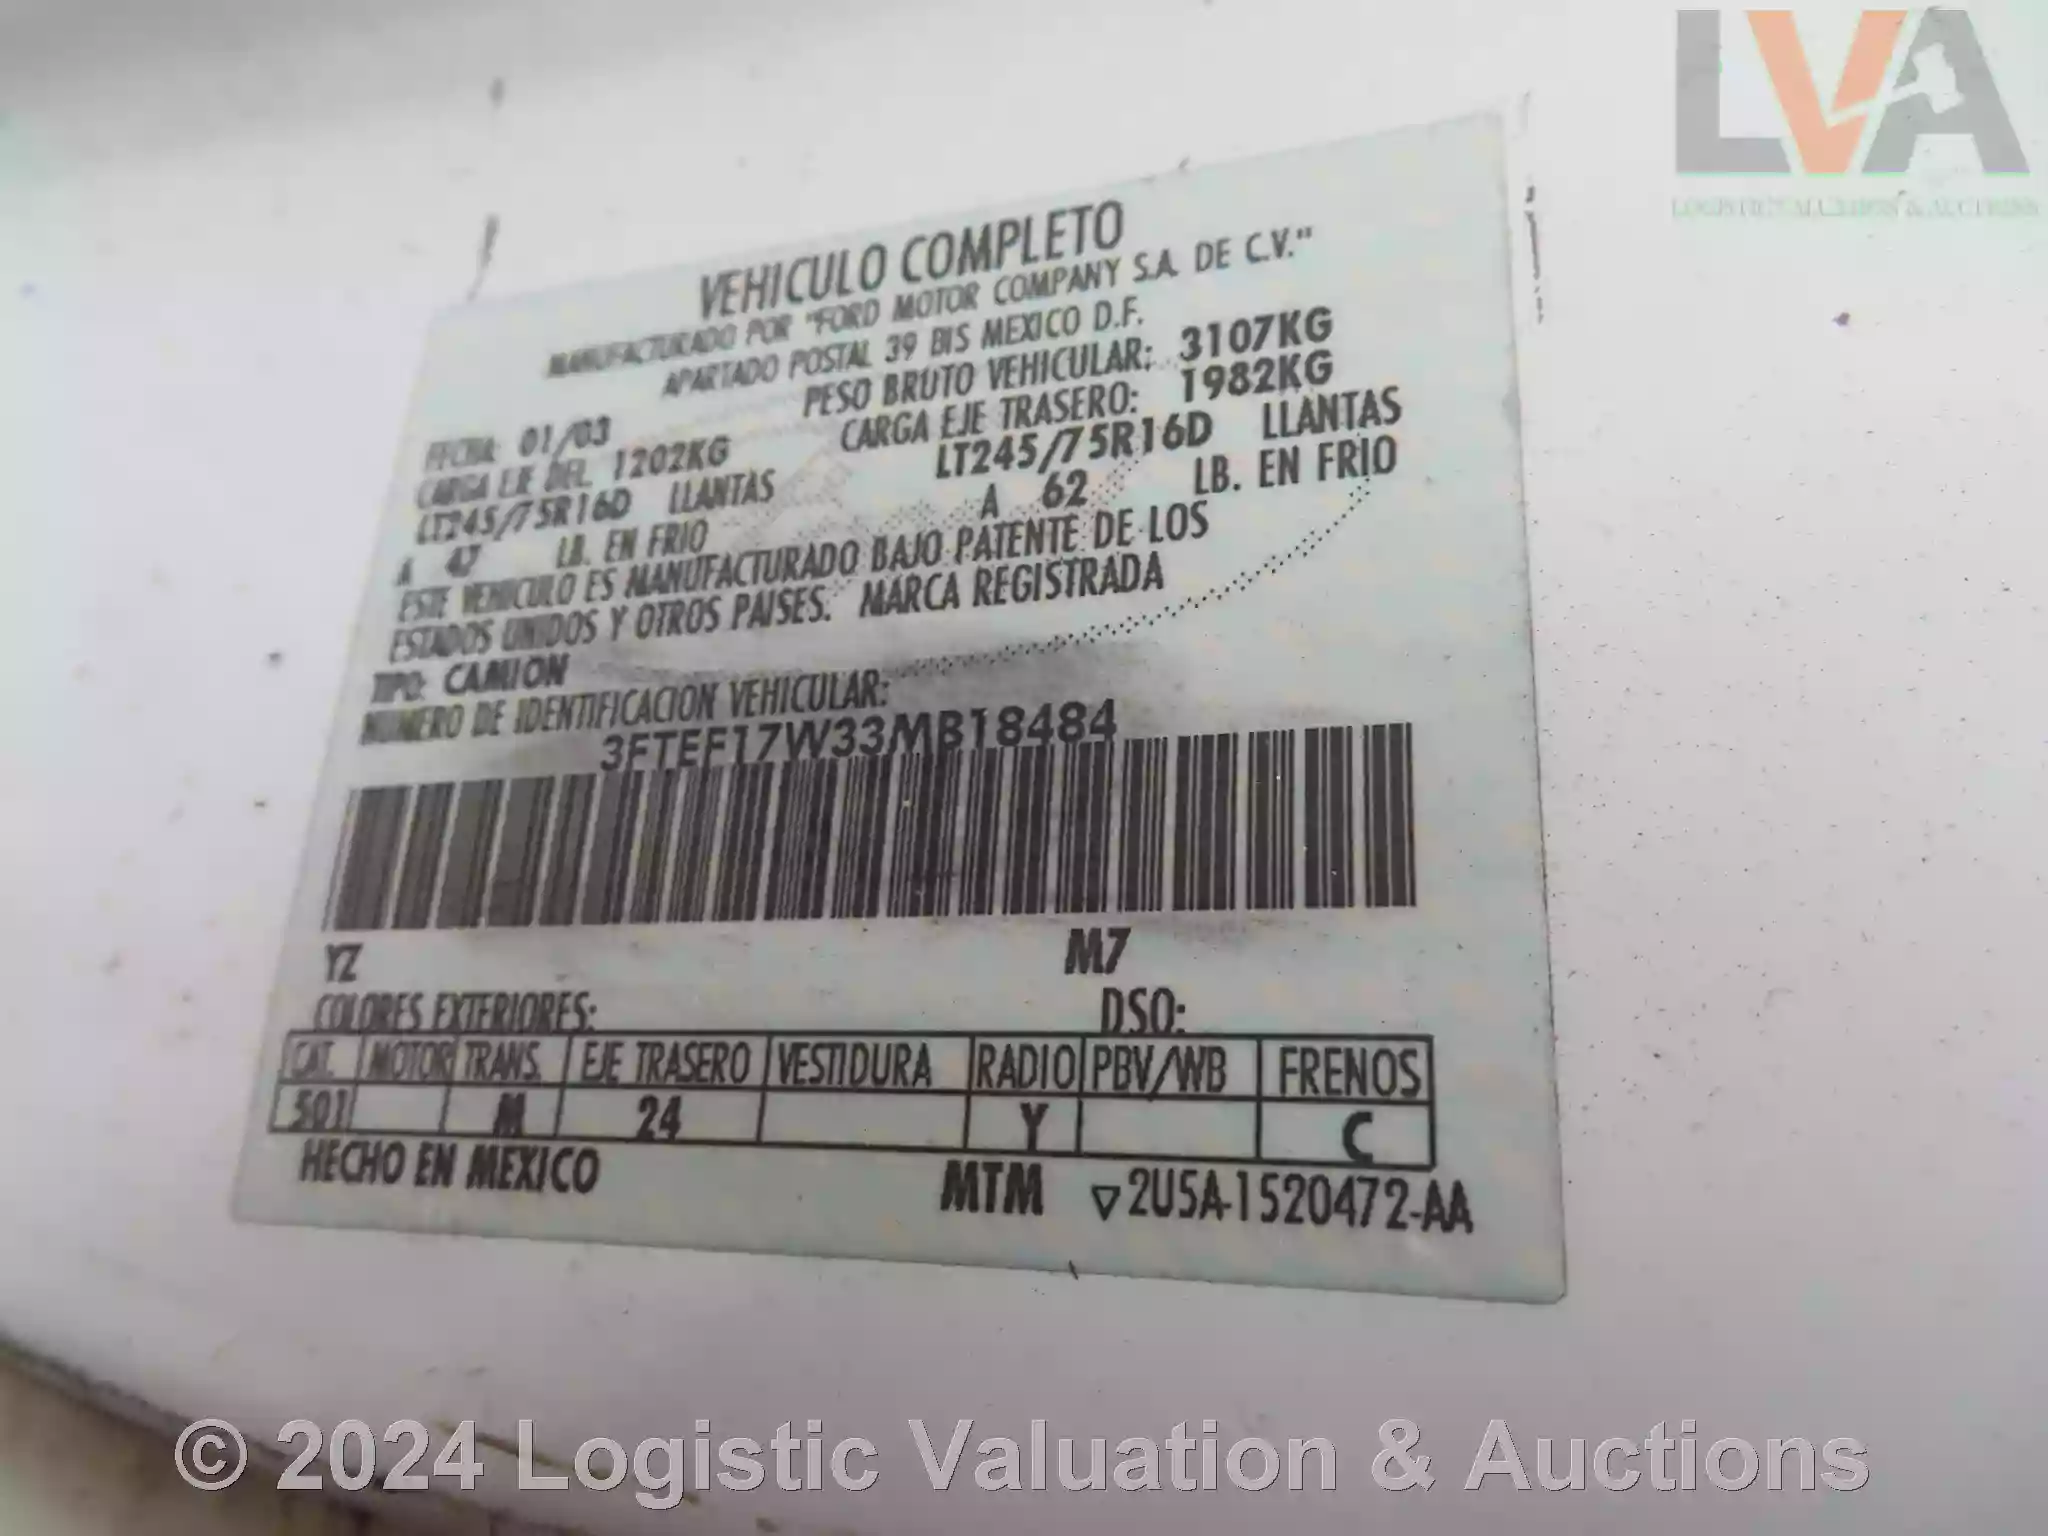 LVA
LOGISTIC VALUATION & AUCTIONS
VEHICULO COMPLETO
MANUFACTURADO POR "FORD MOTOR COMPANY S.A. DE C.V."
APARTADO POSTAL 39 BIS MEXICO D.F.
PESO BRUTO VEHICULAR: 3107KG
FECHA: 01/03 CARGA EJE TRASERO: 1982KG
CARGA EJE DEL. 1202KG LT245/75R16D LLANTAS
LT245/75R16D LLANTAS A 62 LB. EN FRIO
A 47 LB. EN FRIO
ESTE VEHICULO ES MANUFACTURADO BAJO PATENTE DE LOS
ESTADOS UNIDOS Y OTROS PAISES. MARCA REGISTRADA
TIPO: CAMION
NUMERO DE IDENTIFICACION VEHICULAR:
3FTEF17W33MB18484
YZ M7
COLORES EXTERIORES: DSO:
CAT. MOTOR TRANS. EJE TRASERO VESTIDURA RADIO PBV/WB FRENOS
501 M 24 Y C
HECHO EN MEXICO MTM ▽2U5A-1520472-AA
© 2024 Logistic Valuation & Auctions